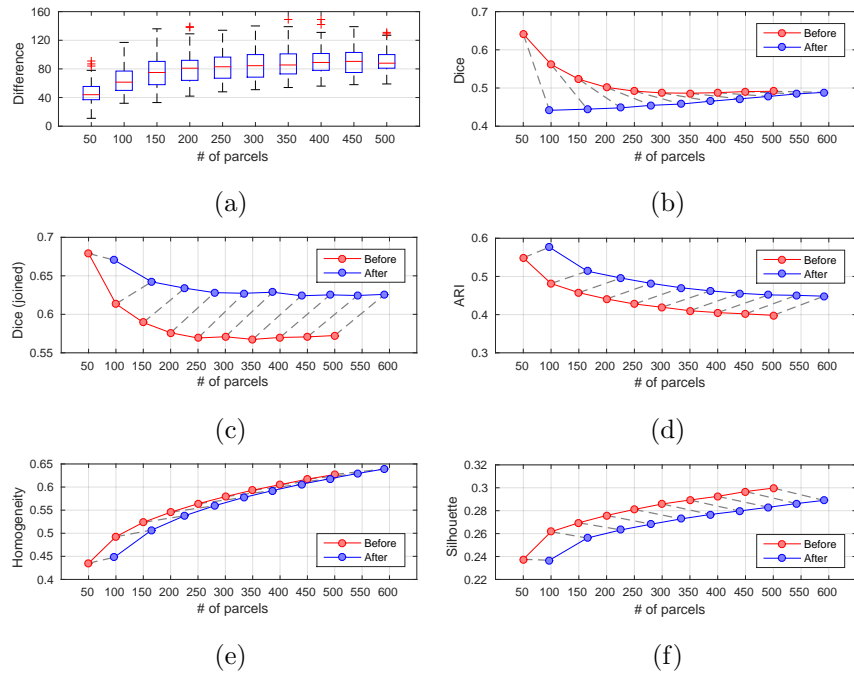 160
120
80
40
0
Difference
50 100 150 200 250 300 350 400 450 500
# of parcels
(a)
0.7
0.6
0.5
0.4
Dice
Before
After
50 100 150 200 250 300 350 400 450 500 550 600
# of parcels
(b)
0.7
0.65
0.6
0.55
Dice (joined)
Before
After
50 100 150 200 250 300 350 400 450 500 550 600
# of parcels
(c)
0.6
0.5
0.4
0.3
ARI
Before
After
50 100 150 200 250 300 350 400 450 500 550 600
# of parcels
(d)
0.65
0.6
0.55
0.5
0.45
0.4
Homogeneity
Before
After
50 100 150 200 250 300 350 400 450 500 550 600
# of parcels
(e)
0.32
0.3
0.28
0.26
0.24
0.22
Silhouette
Before
After
50 100 150 200 250 300 350 400 450 500 550 600
# of parcels
(f)